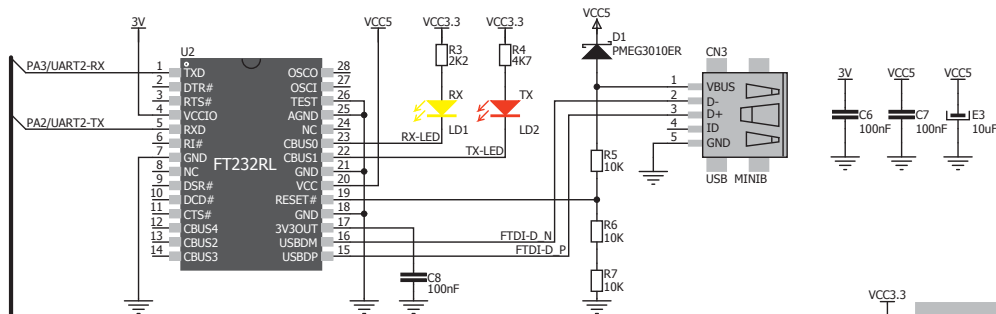 3V
VCC5
VCC3.3
VCC3.3
VCC5
U2
R3
2K2
R4
4K7
D1
PMEG3010ER
CN3
PA3/UART2-RX
1 TXD OSCO 28
2 DTR# OSCI 27
3 RTS# TEST 26
4 VCCIO AGND 25
PA2/UART2-TX
5 RXD NC 24
6 RI# CBUS0 23
7 GND CBUS1 22
8 NC GND 21
9 DSR# VCC 20
10 DCD# RESET# 19
11 CTS# GND 18
12 CBUS4 3V3OUT 17
13 CBUS2 USBDM 16
14 CBUS3 USBDP 15
FT232RL
RX
LD1
RX-LED
TX
LD2
TX-LED
1 VBUS
2 D-
3 D+
4 ID
5 GND
USB MINIB
3V
VCC5
VCC5
C6
100nF
C7
100nF
E3
10uF
R5
10K
R6
10K
R7
10K
FTDI-D_N
FTDI-D_P
C8
100nF
VCC3.3